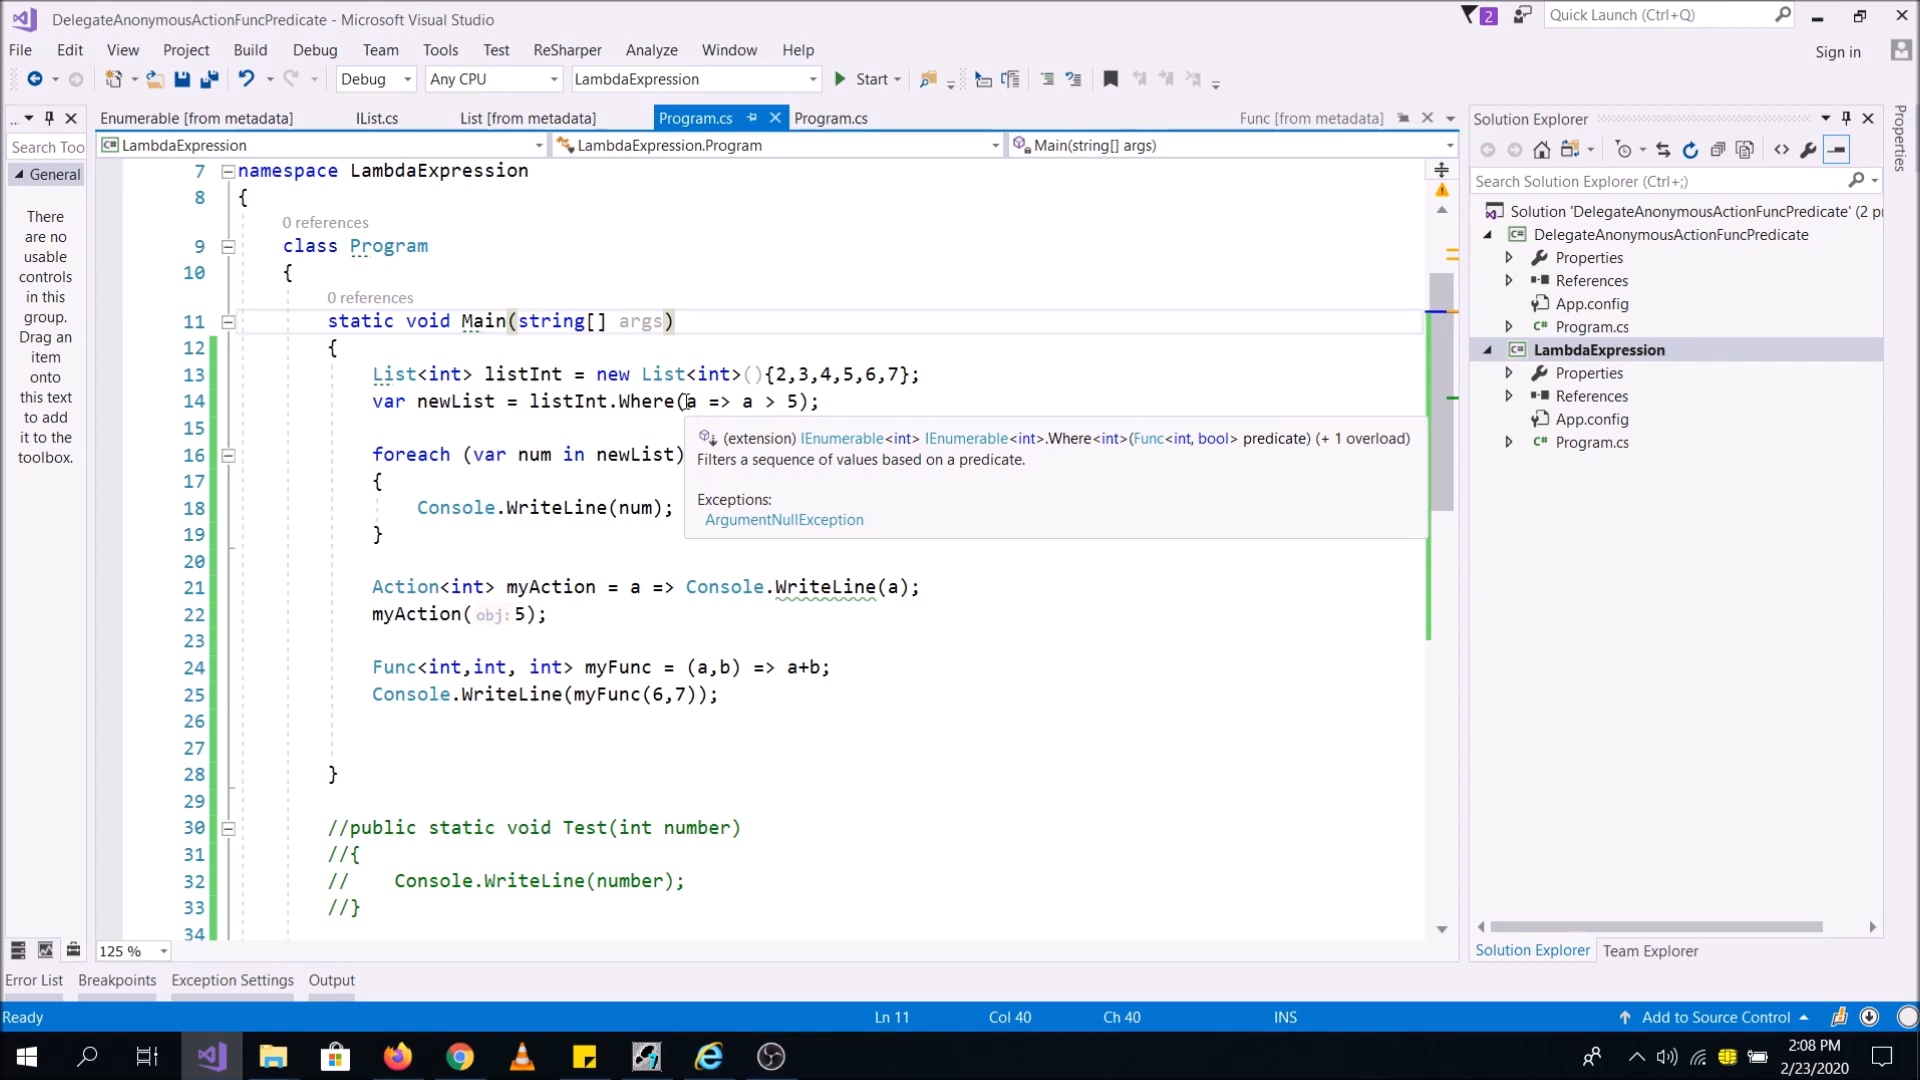 DelegateAnonymousActionFuncPredicate - Microsoft Visual Studio
2
Quick Launch (Ctrl+Q)
File Edit View Project Build Debug Team Tools Test ReSharper Analyze Window Help
Sign in
Debug Any CPU LambdaExpression Start
...
Enumerable [from metadata] IList.cs List [from metadata] Program.cs Program.cs Func [from metadata]
LambdaExpression LambdaExpression.Program Main(string[] args)
Search Too
General
There
are no
usable
controls
in this
group.
Drag an
item
onto
this text
to add
it to the
toolbox.
7 namespace LambdaExpression
8 {
0 references
9 class Program
10 {
0 references
11 static void Main(string[] args)
12 {
13 List<int> listInt = new List<int>(){2,3,4,5,6,7};
14 var newList = listInt.Where(a => a > 5);
15
16 foreach (var num in newList)
17 {
18 Console.WriteLine(num);
19 }
20
21 Action<int> myAction = a => Console.WriteLine(a);
22 myAction(obj: 5);
23
24 Func<int,int, int> myFunc = (a,b) => a+b;
25 Console.WriteLine(myFunc(6,7));
26
27
28 }
29
30 //public static void Test(int number)
31 //{
32 // Console.WriteLine(number);
33 //}
34
(extension) IEnumerable<int> IEnumerable<int>.Where<int>(Func<int, bool> predicate) (+ 1 overload)
Filters a sequence of values based on a predicate.
Exceptions:
ArgumentNullException
125 %
Solution Explorer
Search Solution Explorer (Ctrl+;)
Solution 'DelegateAnonymousActionFuncPredicate' (2 pr
DelegateAnonymousActionFuncPredicate
Properties
References
App.config
Program.cs
LambdaExpression
Properties
References
App.config
Program.cs
Solution Explorer Team Explorer
Properties
Error List Breakpoints Exception Settings Output
Ready Ln 11 Col 40 Ch 40 INS Add to Source Control
2:08 PM
2/23/2020